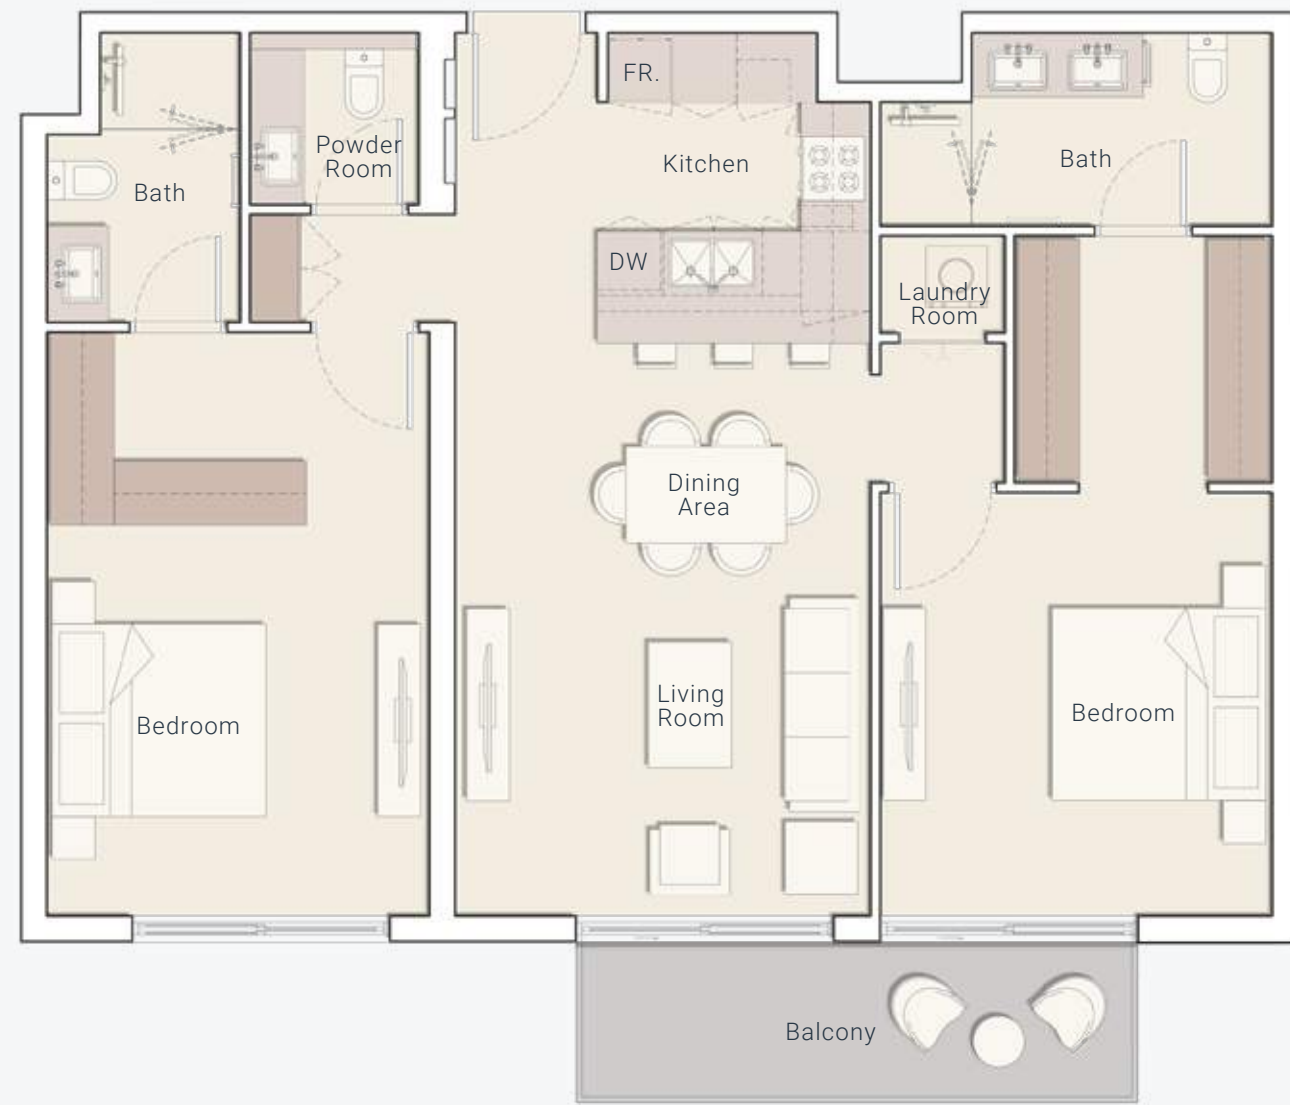 FR.
Powder
Room
Kitchen
Bath
Bath
DW
Laundry
Room
Dining
Area
Living
Room
Bedroom
Bedroom
Balcony